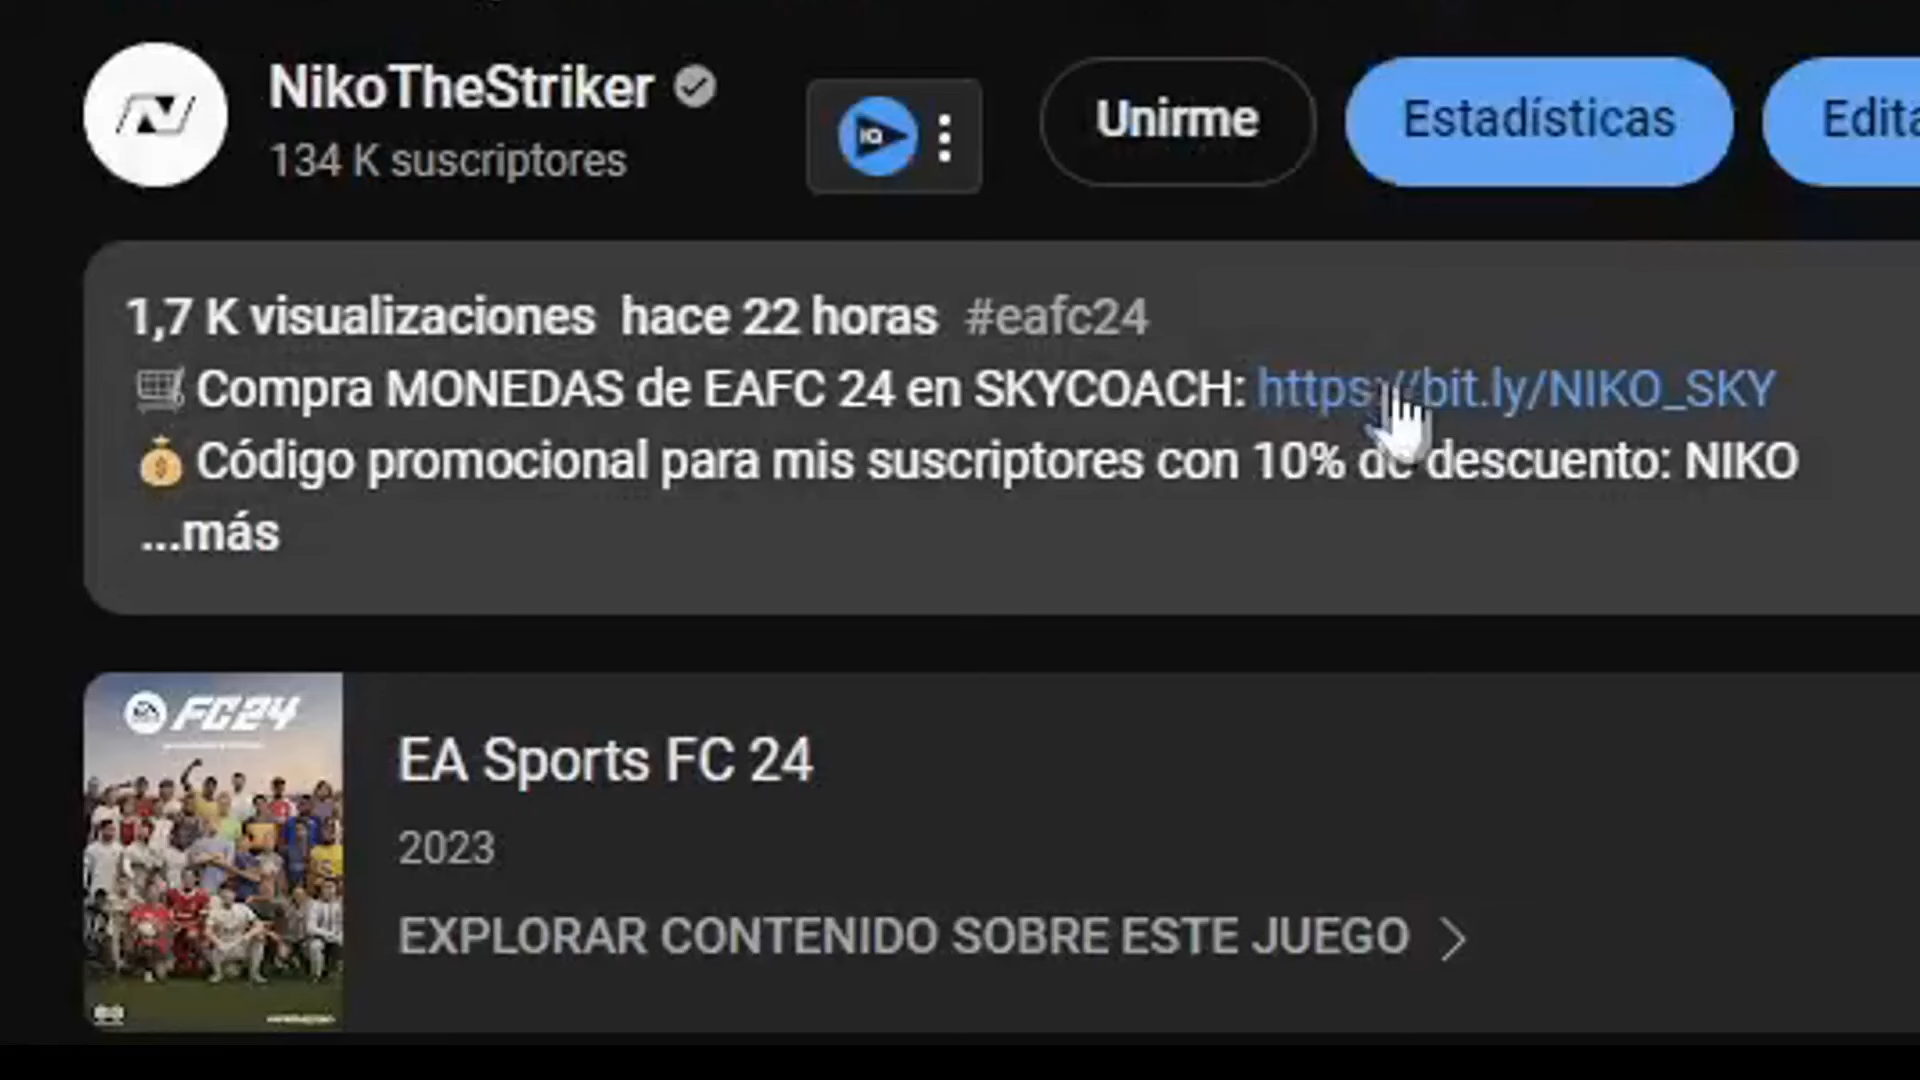 NikoTheStriker
134 K suscriptores
IQ
Unirme
Estadísticas
Edita
1,7 K visualizaciones hace 22 horas #eafc24
Compra MONEDAS de EAFC 24 en SKYCOACH: https://bit.ly/NIKO_SKY
Código promocional para mis suscriptores con 10% de descuento: NIKO
...más
FC24
EA Sports FC 24
2023
EXPLORAR CONTENIDO SOBRE ESTE JUEGO